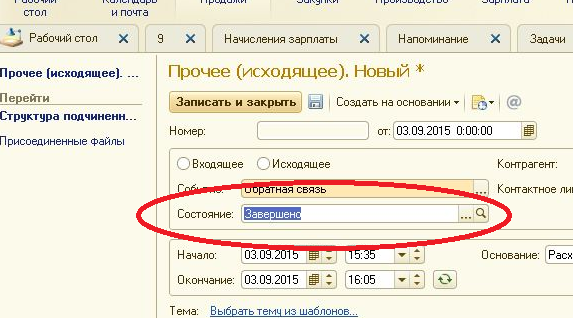 Рабочий стол
Календарь и почта
Продажи
Закупки
Производство
Зарплата
Рабочий стол × 9 × Начисления зарплаты × Напоминание × Задачи
Прочее (исходящее). ...
Перейти
Структура подчиненн...
Присоединенные файлы
Прочее (исходящее). Новый *
Записать и закрыть Создать на основании @
Номер: от: 03.09.2015 0:00:00
Входящее Исходящее Контрагент:
Событие: Обратная связь ... Контактное ли
Состояние: Завершено ...
Начало: 03.09.2015 15:35 Основание: Расх
Окончание: 03.09.2015 16:05
Тема: Выбрать тему из шаблонов...